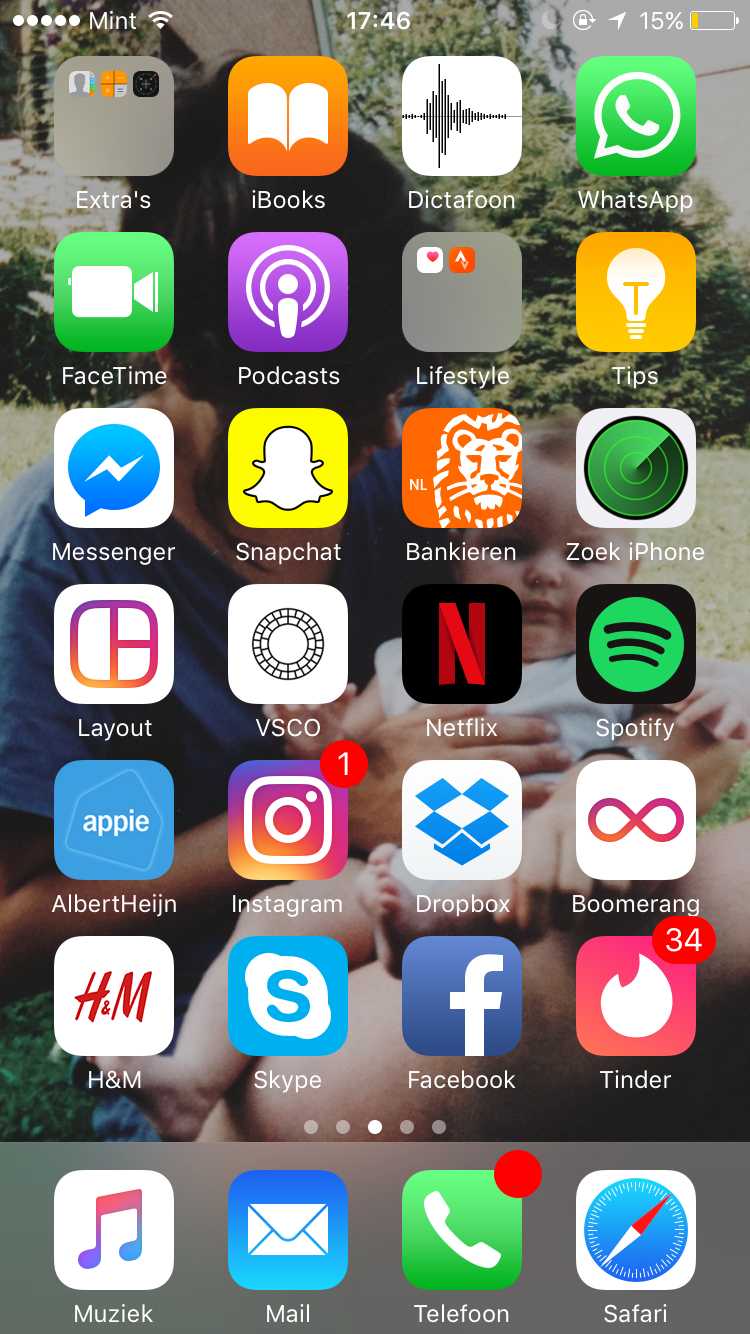 Mint 17:46 15%
Extra's iBooks Dictafoon WhatsApp
FaceTime Podcasts Lifestyle Tips
NL
Messenger Snapchat Bankieren Zoek iPhone
Layout VSCO Netflix Spotify
1
appie
AlbertHeijn Instagram Dropbox Boomerang
34
H&M
H&M Skype Facebook Tinder
Muziek Mail Telefoon Safari